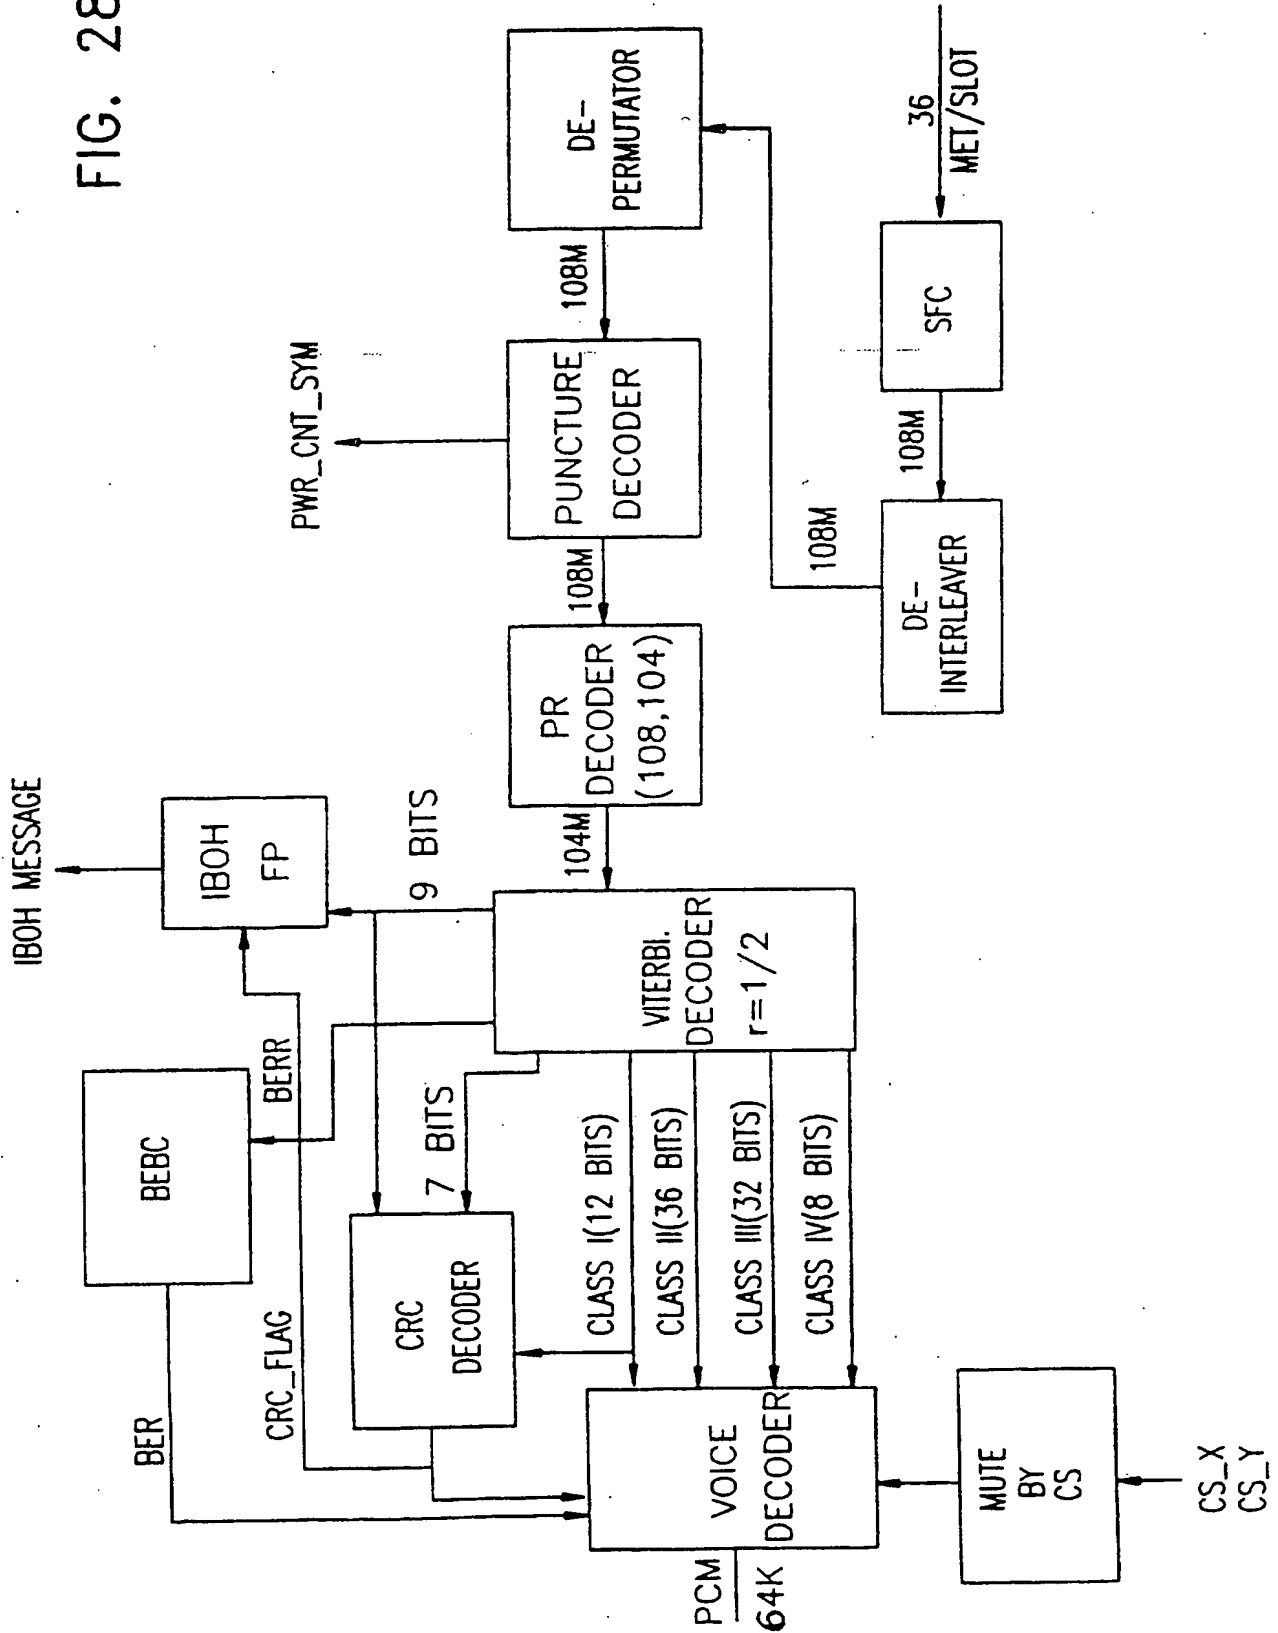 FIG. 28
IBOH MESSAGE
PWR_CNT_SYM
IBOH
FP
BEBC
BERR
BER
CRC_FLAG
9 BITS
7 BITS
CRC
DECODER
PCM
64K
VOICE
DECODER
CLASS I(12 BITS)
CLASS II(36 BITS)
CLASS III(32 BITS)
CLASS IV(8 BITS)
VITERBI.
DECODER
r=1/2
104M
PR
DECODER
(108,104)
108M
PUNCTURE
DECODER
108M
DE-
PERMUTATOR
MUTE
BY
CS
CS_X
CS_Y
108M
DE-
INTERLEAVER
108M
SFC
36
MET/SLOT